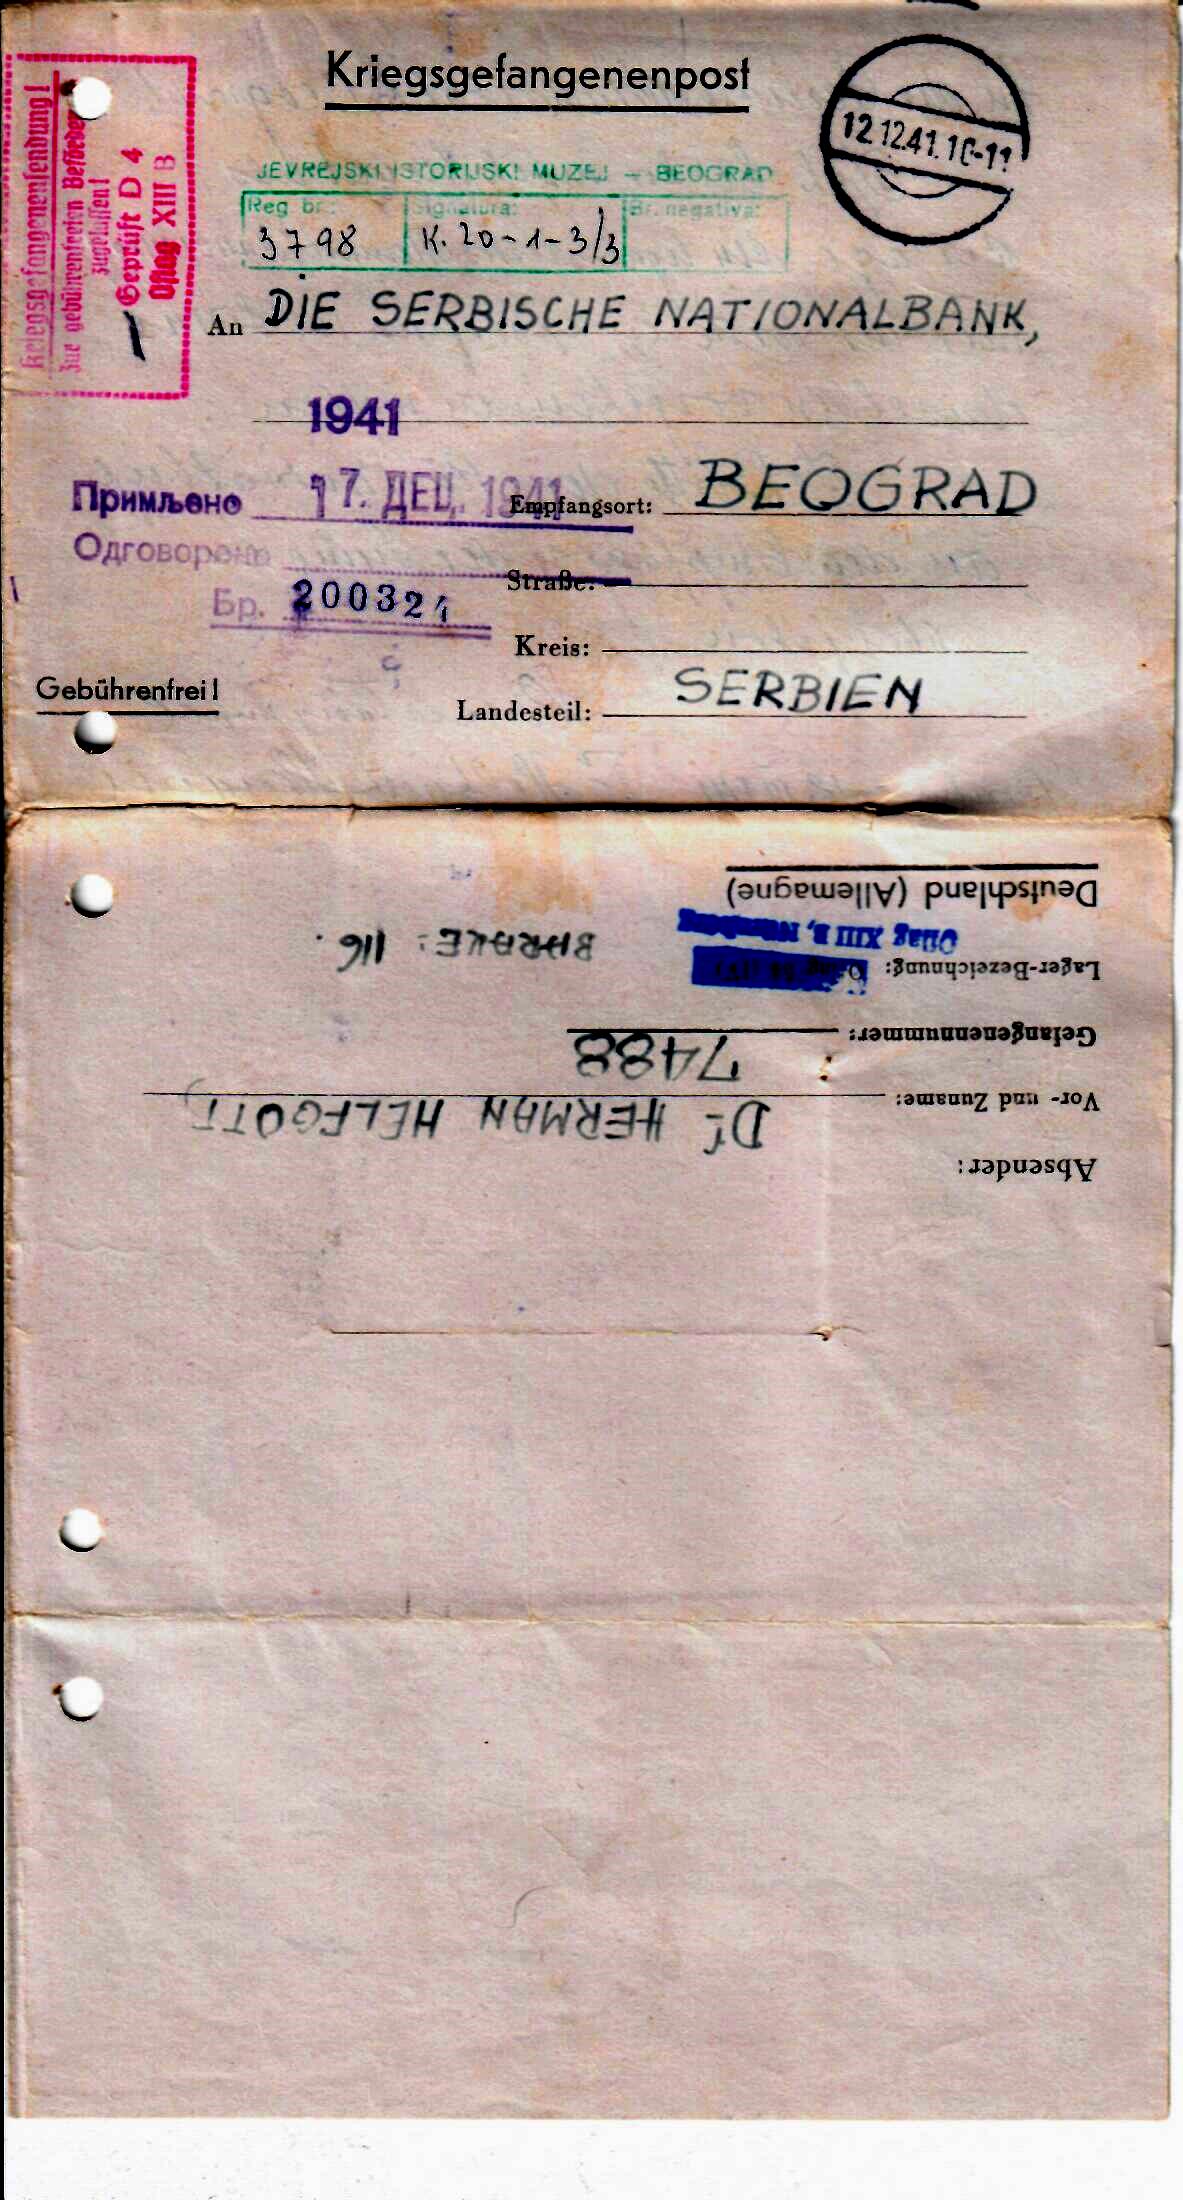 Kriegsgefangenenpost
12.12.41.10-11
Kriegsgefangenensendung!
Zur gebührenfreien Beförde
zugelassen!
Geprüft D 4
Oflag XIII B
JEVREJSKI ISTORIJSKI MUZEJ – BEOGRAD
Reg. br.: Signatura: Br. negativa:
3798 K. 20-1-3/3
An DIE SERBISCHE NATIONALBANK,
1941
Примљено 17. ДЕЦ. 1941
Empfangsort: BEOGRAD
Одговорено
Straße:
Бр. 200324
Kreis:
Gebührenfrei!
Landesteil: SERBIEN
Absender:
Vor- und Zuname: Dr. HERMAN HELFGOTT
Gefangenennummer: 7488
Lager-Bezeichnung:
Oflag XIII B, Nürnberg
BARAKE: 116.
Deutschland (Allemagne)